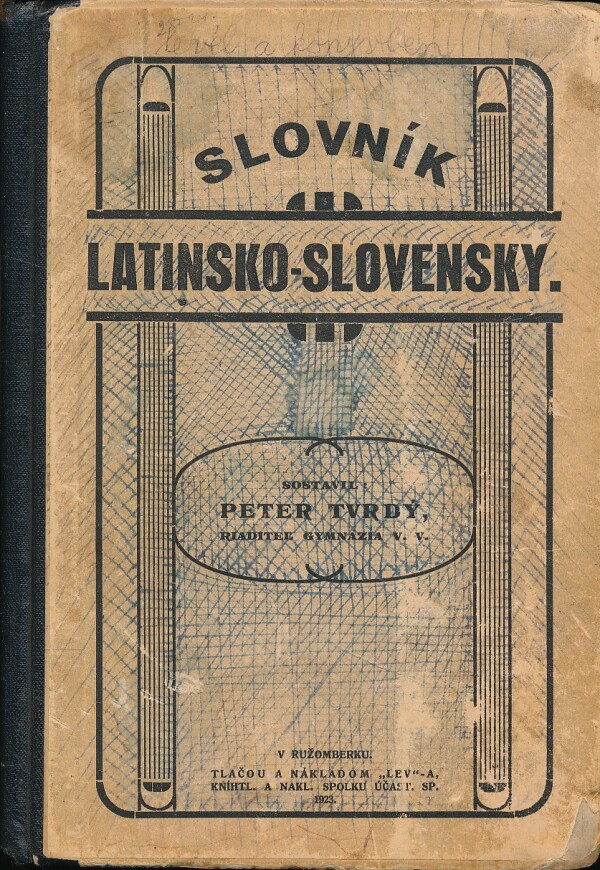 SLOVNÍK
LATINSKO-SLOVENSKY.
SOSTAVIL:
PETER TVRDÝ,
RIADITEĽ GYMNÁZIA V. V.
V RUŽOMBERKU.
TLAČOU A NÁKLADOM „LEV“-A,
KNÍHTL. A NAKL. SPOLKU ÚČAST. SP.
1923.